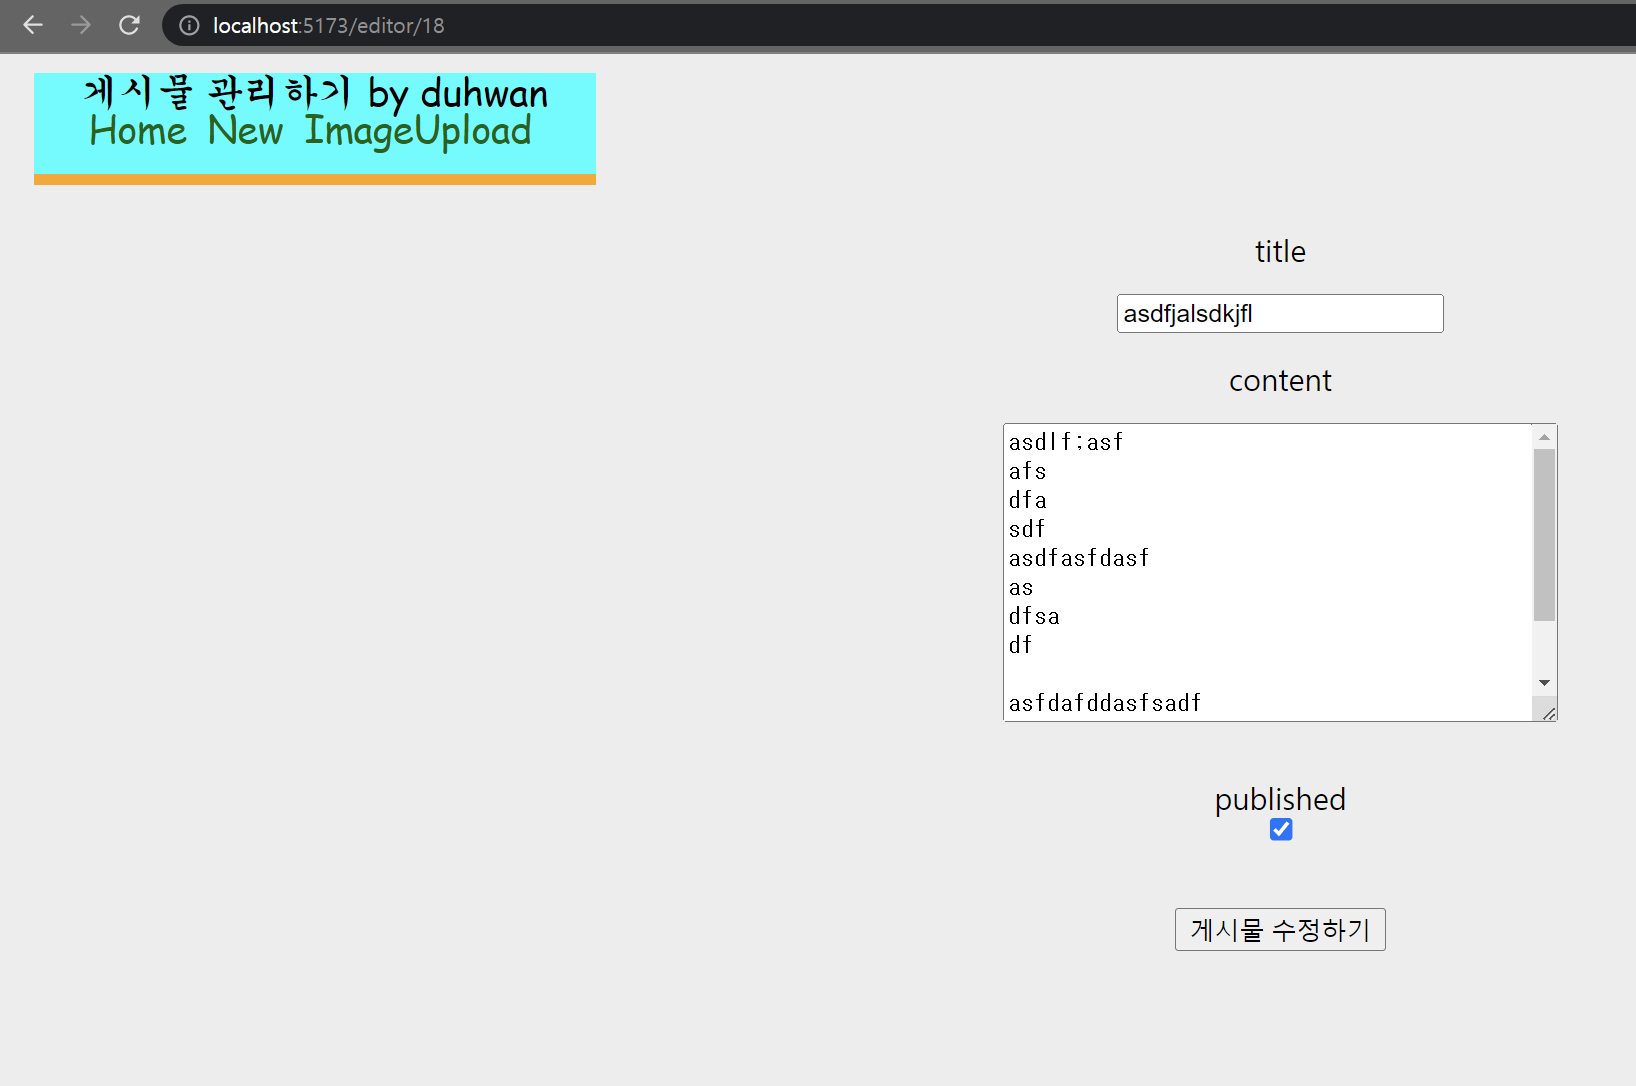 localhost:5173/editor/18
게시물 관리하기 by duhwan
Home New ImageUpload
title
asdfjalsdkjfl
content
asdlf;asf
afs
dfa
sdf
asdfasfdasf
as
dfsa
df
asfdafddasfsadf
published
게시물 수정하기